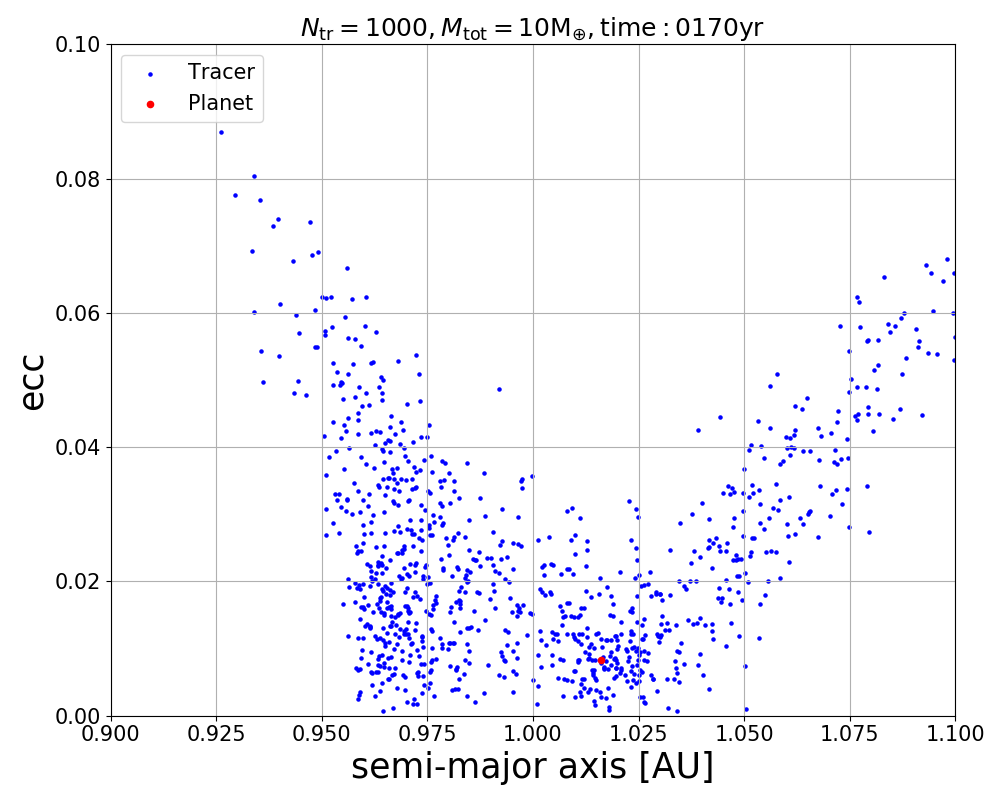 N_tr = 1000, M_tot = 10M_⊕, time : 0170yr
0.10
Tracer
Planet
0.08
0.06
ecc
0.04
0.02
0.00
0.900 0.925 0.950 0.975 1.000 1.025 1.050 1.075 1.100
semi-major axis [AU]